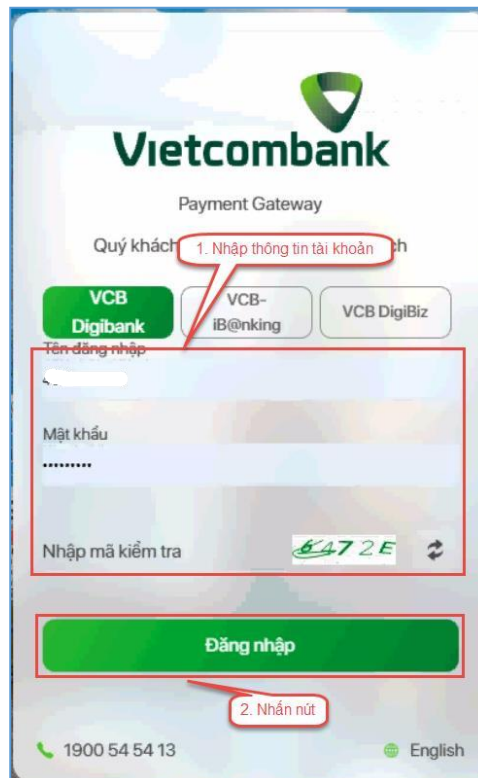 Vietcombank
Payment Gateway
Quý khách
ch
1. Nhập thông tin tài khoản
VCB
Digibank
VCB-
iB@nking
VCB DigiBiz
Tên đăng nhập
4
Mật khẩu
•••••••••
Nhập mã kiểm tra
6472E
Đăng nhập
2. Nhấn nút
1900 54 54 13
English